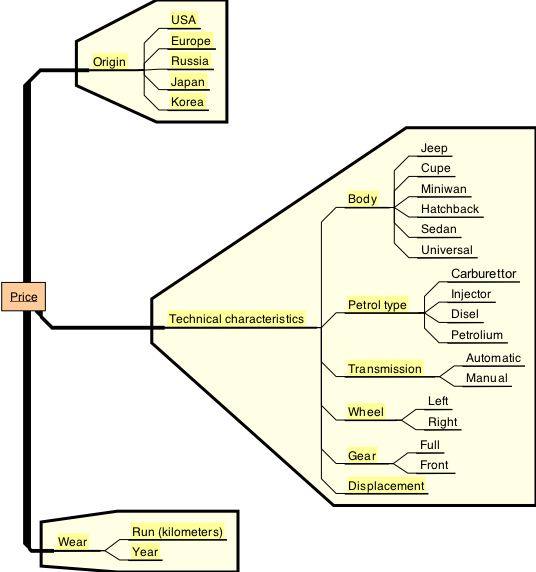 Price
Origin
USA
Europe
Russia
Japan
Korea
Technical characteristics
Body
Jeep
Cupe
Miniwan
Hatchback
Sedan
Universal
Petrol type
Carburettor
Injector
Disel
Petrolium
Transmission
Automatic
Manual
Wheel
Left
Right
Gear
Full
Front
Displacement
Wear
Run (kilometers)
Year